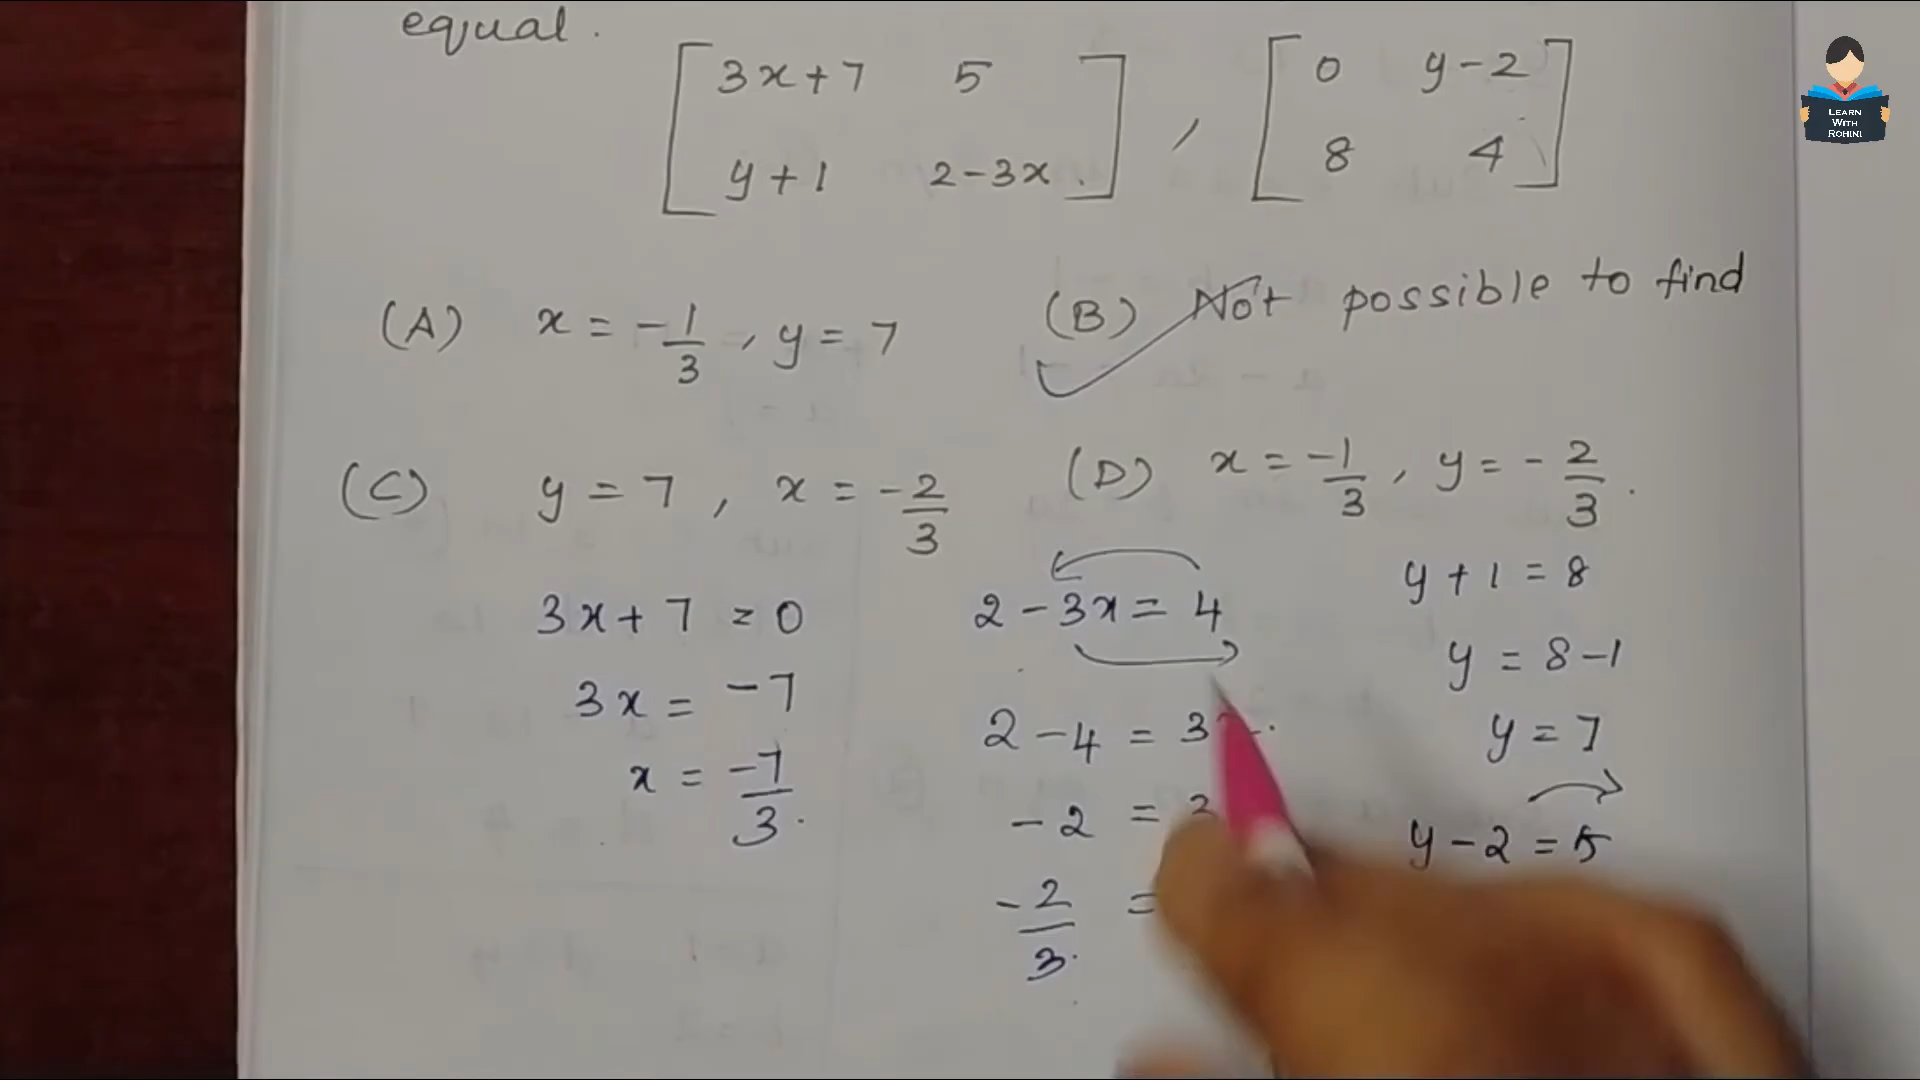 equal.
[ 3x+7 5 ] , [ 0 y-2 ]
[ y+1 2-3x ] [ 8 4 ]
(A) x = -1/3 , y = 7
(B) Not possible to find
(C) y = 7 , x = -2/3
(D) x = -1/3 , y = -2/3 .
3x+7 = 0
3x = -7
x = -7/3.
2-3x = 4
2-4 = 3
-2 = 3
-2/3 =
y+1 = 8
y = 8-1
y = 7
y-2 = 5
LEARN
WITH
ROHINI